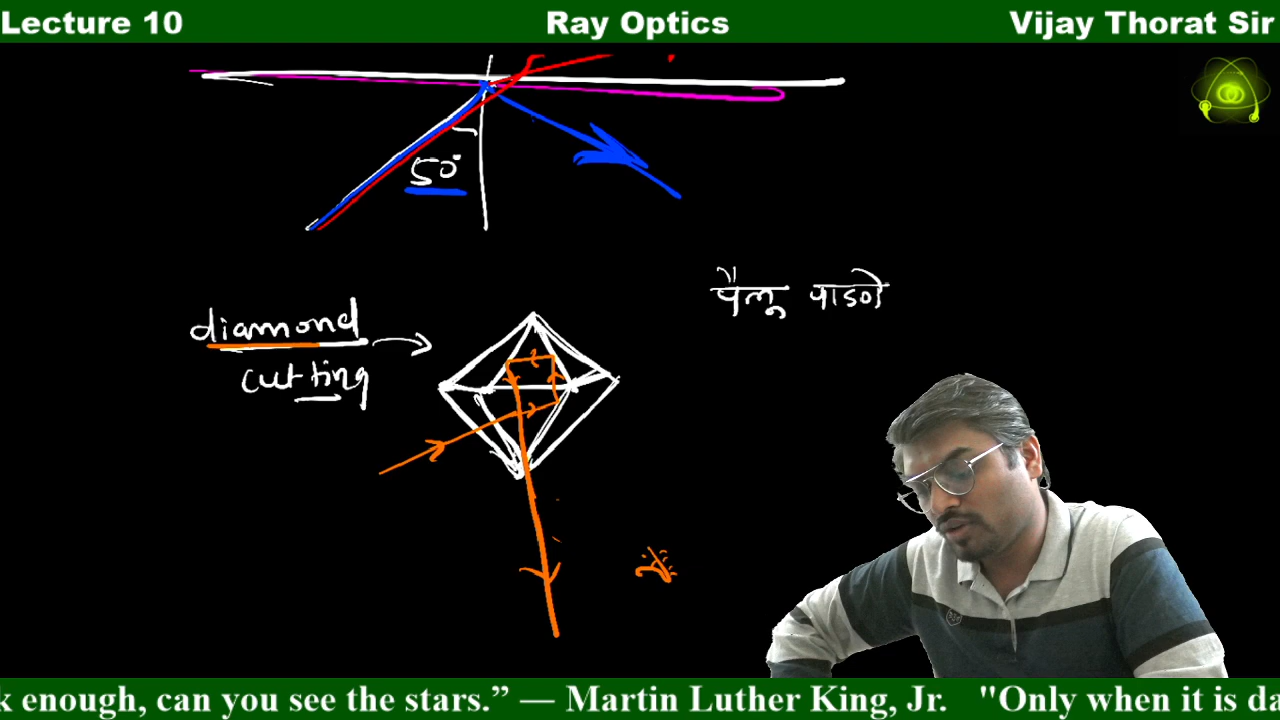 Lecture 10 Ray Optics Vijay Thorat Sir
50°
पैलू पाडणे
diamond
cutting
k enough, can you see the stars.” — Martin Luther King, Jr. "Only when it is da